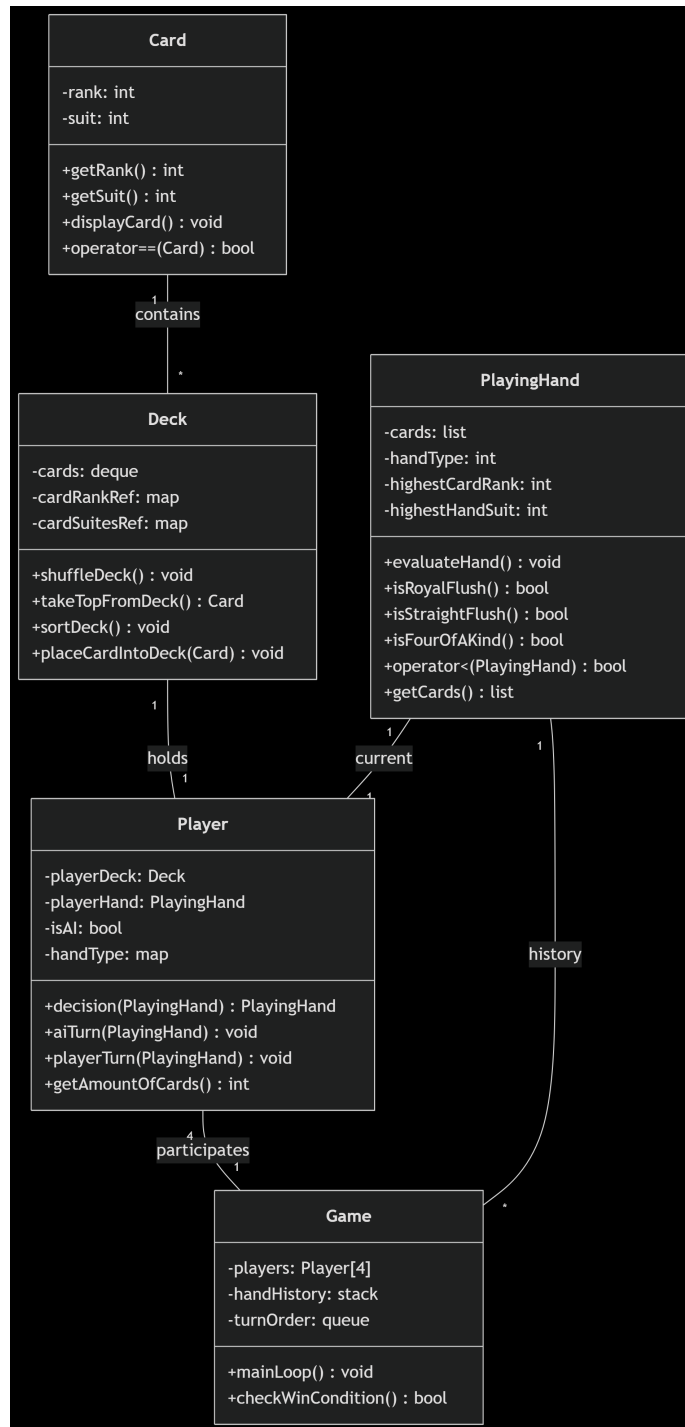 Card
-rank: int
-suit: int
+getRank() : int
+getSuit() : int
+displayCard() : void
+operator==(Card) : bool
1
contains
*
Deck
-cards: deque
-cardRankRef: map
-cardSuitesRef: map
+shuffleDeck() : void
+takeTopFromDeck() : Card
+sortDeck() : void
+placeCardIntoDeck(Card) : void
PlayingHand
-cards: list
-handType: int
-highestCardRank: int
-highestHandSuit: int
+evaluateHand() : void
+isRoyalFlush() : bool
+isStraightFlush() : bool
+isFourOfAKind() : bool
+operator<(PlayingHand) : bool
+getCards() : list
1
holds
1
1
current
1
1
history
*
Player
-playerDeck: Deck
-playerHand: PlayingHand
-isAI: bool
-handType: map
+decision(PlayingHand) : PlayingHand
+aiTurn(PlayingHand) : void
+playerTurn(PlayingHand) : void
+getAmountOfCards() : int
4
participates
1
Game
-players: Player[4]
-handHistory: stack
-turnOrder: queue
+mainLoop() : void
+checkWinCondition() : bool